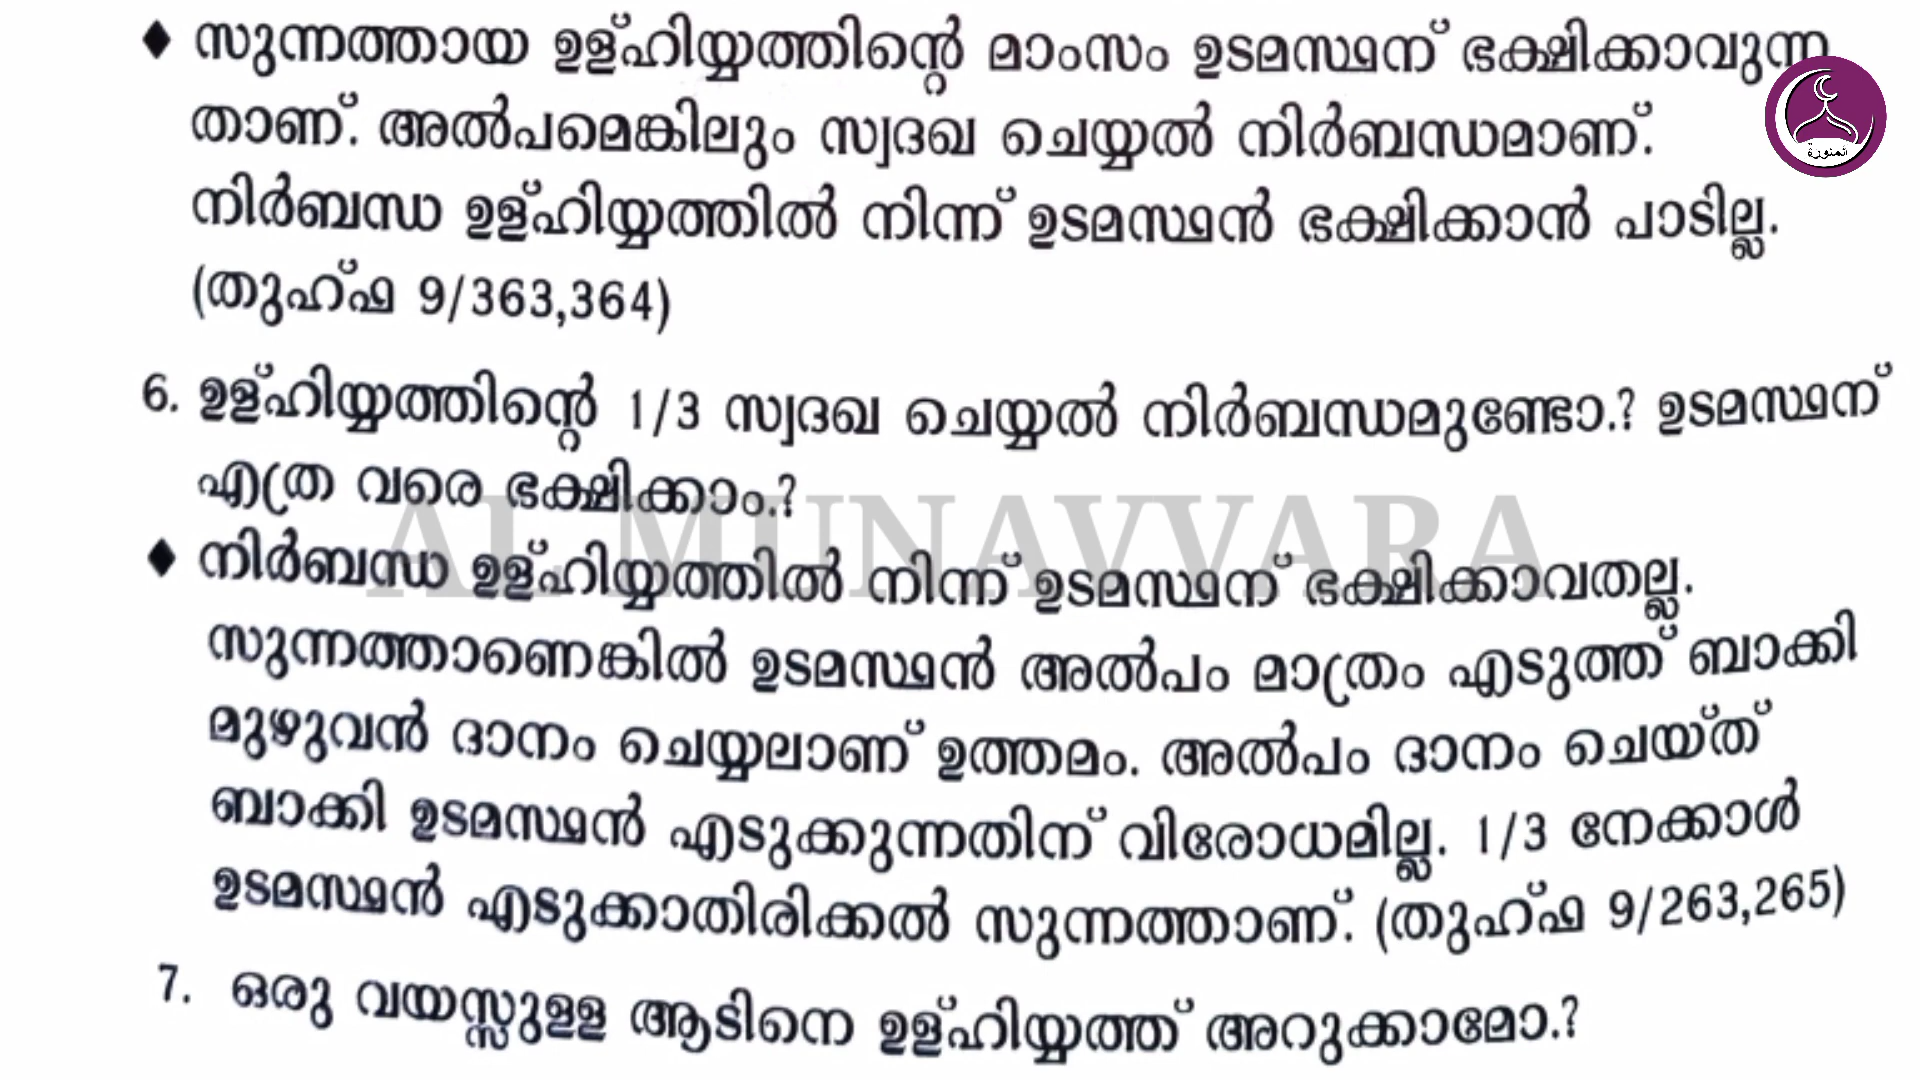 ♦ സുന്നത്തായ ഉള്ഹിയ്യത്തിന്റെ മാംസം ഉടമസ്ഥന് ഭക്ഷിക്കാവുന്ന
താണ്. അൽപമെങ്കിലും സ്വദഖ ചെയ്യൽ നിർബന്ധമാണ്.
നിർബന്ധ ഉള്ഹിയ്യത്തിൽ നിന്ന് ഉടമസ്ഥൻ ഭക്ഷിക്കാൻ പാടില്ല.
(തുഹ്ഫ 9/363,364)
المنورة
6. ഉള്ഹിയ്യത്തിന്റെ 1/3 സ്വദഖ ചെയ്യൽ നിർബന്ധമുണ്ടോ.? ഉടമസ്ഥന്
എത്ര വരെ ഭക്ഷിക്കാം.?
AL MUNAVVARA
♦ നിർബന്ധ ഉള്ഹിയ്യത്തിൽ നിന്ന് ഉടമസ്ഥന് ഭക്ഷിക്കാവതല്ല.
സുന്നത്താണെങ്കിൽ ഉടമസ്ഥൻ അൽപം മാത്രം എടുത്ത് ബാക്കി
മുഴുവൻ ദാനം ചെയ്യലാണ് ഉത്തമം. അൽപം ദാനം ചെയ്ത്
ബാക്കി ഉടമസ്ഥൻ എടുക്കുന്നതിന് വിരോധമില്ല. 1/3 നേക്കാൾ
ഉടമസ്ഥൻ എടുക്കാതിരിക്കൽ സുന്നത്താണ്. (തുഹ്ഫ 9/263,265)
7. ഒരു വയസ്സുള്ള ആടിനെ ഉള്ഹിയ്യത്ത് അറുക്കാമോ.?